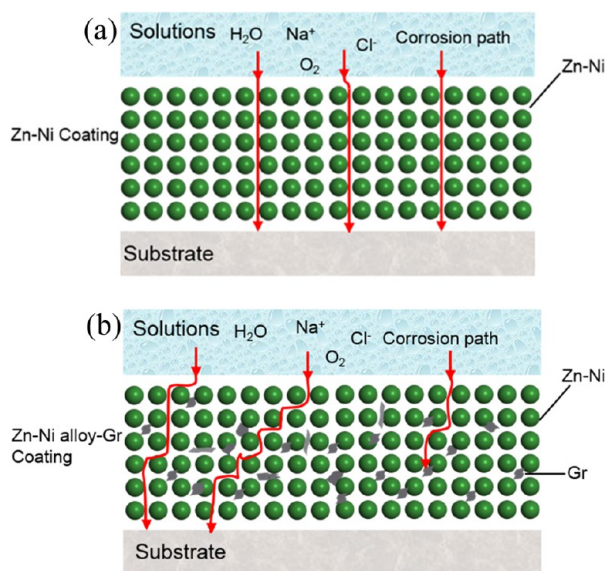 (a)
Solutions H₂O Na⁺ O₂ Cl⁻ Corrosion path
Zn-Ni
Zn-Ni Coating
Substrate
(b)
Solutions H₂O Na⁺ O₂ Cl⁻ Corrosion path
Zn-Ni
Zn-Ni alloy-Gr
Coating
Gr
Substrate